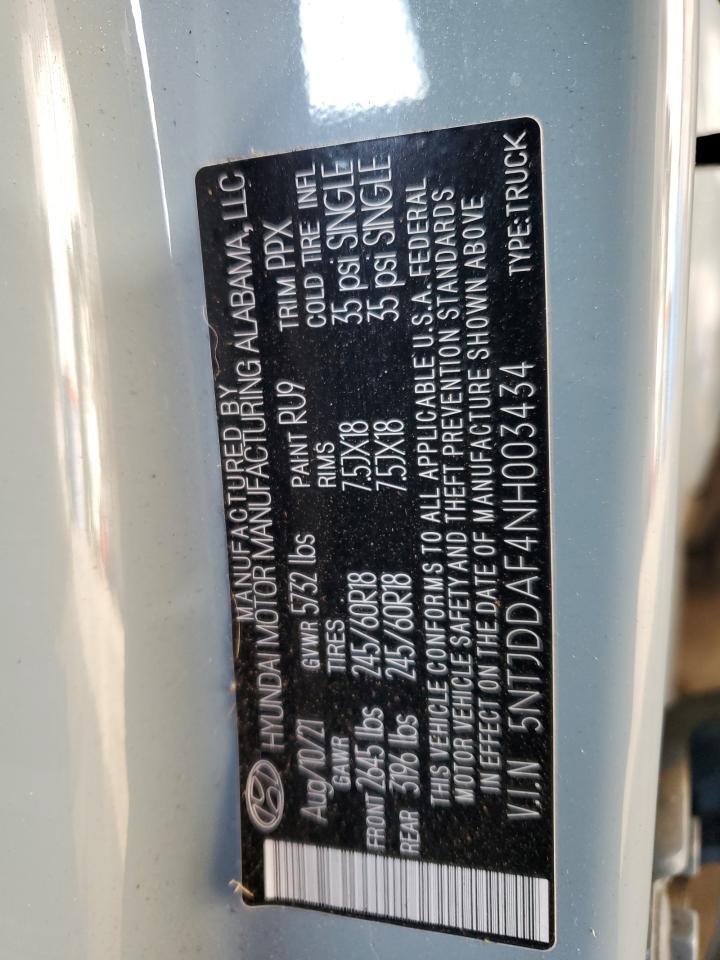 MANUFACTURED BY
HYUNDAI MOTOR MANUFACTURING ALABAMA, LLC
Aug/10/21 GVWR 5732 lbs PAINT RU9 TRIM PPX
GAWR TIRES RIMS COLD TIRE INFL
FRONT 2645 lbs 245/60R18 7.5JX18 35 psi SINGLE
REAR 3196 lbs 245/60R18 7.5JX18 35 psi SINGLE
THIS VEHICLE CONFORMS TO ALL APPLICABLE U.S.A. FEDERAL
MOTOR VEHICLE SAFETY AND THEFT PREVENTION STANDARDS
IN EFFECT ON THE DATE OF MANUFACTURE SHOWN ABOVE
V.I.N 5NTJDDAF4NH003434 TYPE:TRUCK